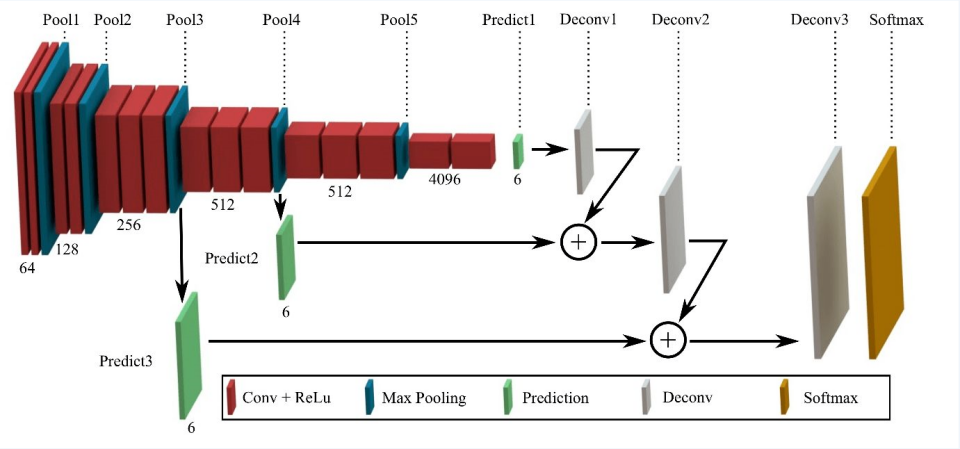 Pool1 Pool2 Pool3 Pool4 Pool5 Predict1 Deconv1 Deconv2 Deconv3 Softmax
64
128
256
512
512
4096
6
Predict2
6
Predict3
6
+
+
Conv + ReLu Max Pooling Prediction Deconv Softmax